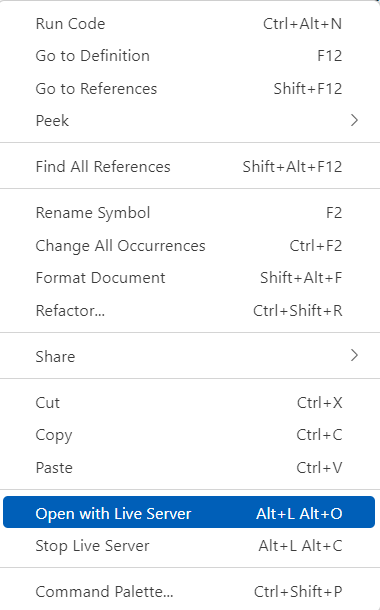 Run Code Ctrl+Alt+N
Go to Definition F12
Go to References Shift+F12
Peek
Find All References Shift+Alt+F12
Rename Symbol F2
Change All Occurrences Ctrl+F2
Format Document Shift+Alt+F
Refactor... Ctrl+Shift+R
Share
Cut Ctrl+X
Copy Ctrl+C
Paste Ctrl+V
Open with Live Server Alt+L Alt+O
Stop Live Server Alt+L Alt+C
Command Palette... Ctrl+Shift+P